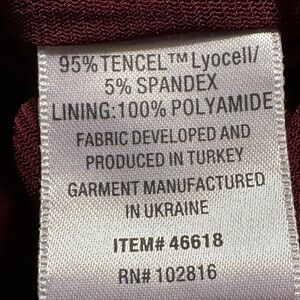 95% TENCEL™ Lyocell/
5% SPANDEX
LINING:100% POLYAMIDE
FABRIC DEVELOPED AND
PRODUCED IN TURKEY
GARMENT MANUFACTURED
IN UKRAINE
ITEM# 46618
RN# 102816